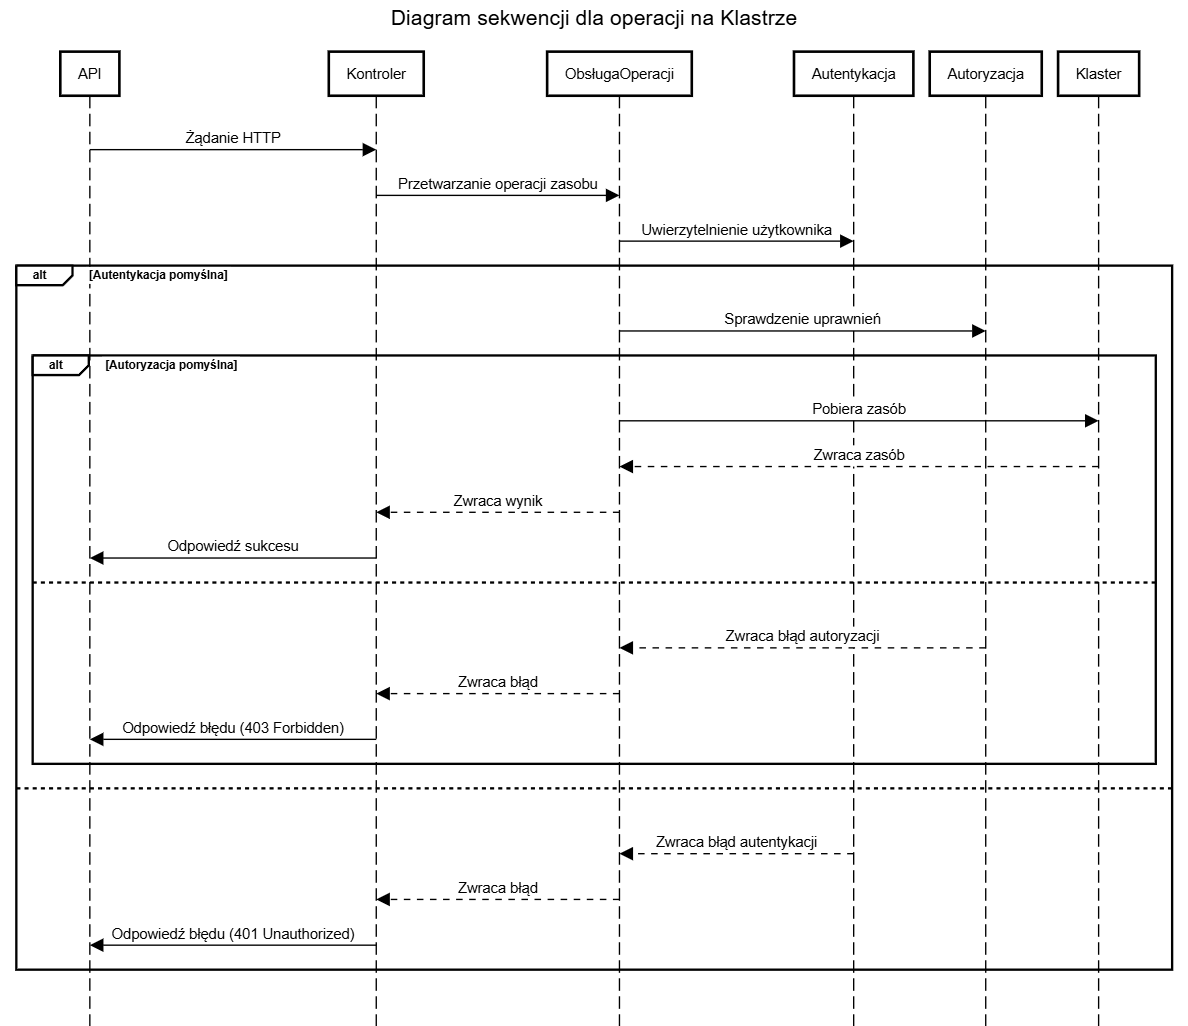 Diagram sekwencji dla operacji na Klastrze
API
Kontroler
ObsługaOperacji
Autentykacja
Autoryzacja
Klaster
Żądanie HTTP
Przetwarzanie operacji zasobu
Uwierzytelnienie użytkownika
alt
[Autentykacja pomyślna]
Sprawdzenie uprawnień
alt
[Autoryzacja pomyślna]
Pobiera zasób
Zwraca zasób
Zwraca wynik
Odpowiedź sukcesu
Zwraca błąd autoryzacji
Zwraca błąd
Odpowiedź błędu (403 Forbidden)
Zwraca błąd autentykacji
Zwraca błąd
Odpowiedź błędu (401 Unauthorized)